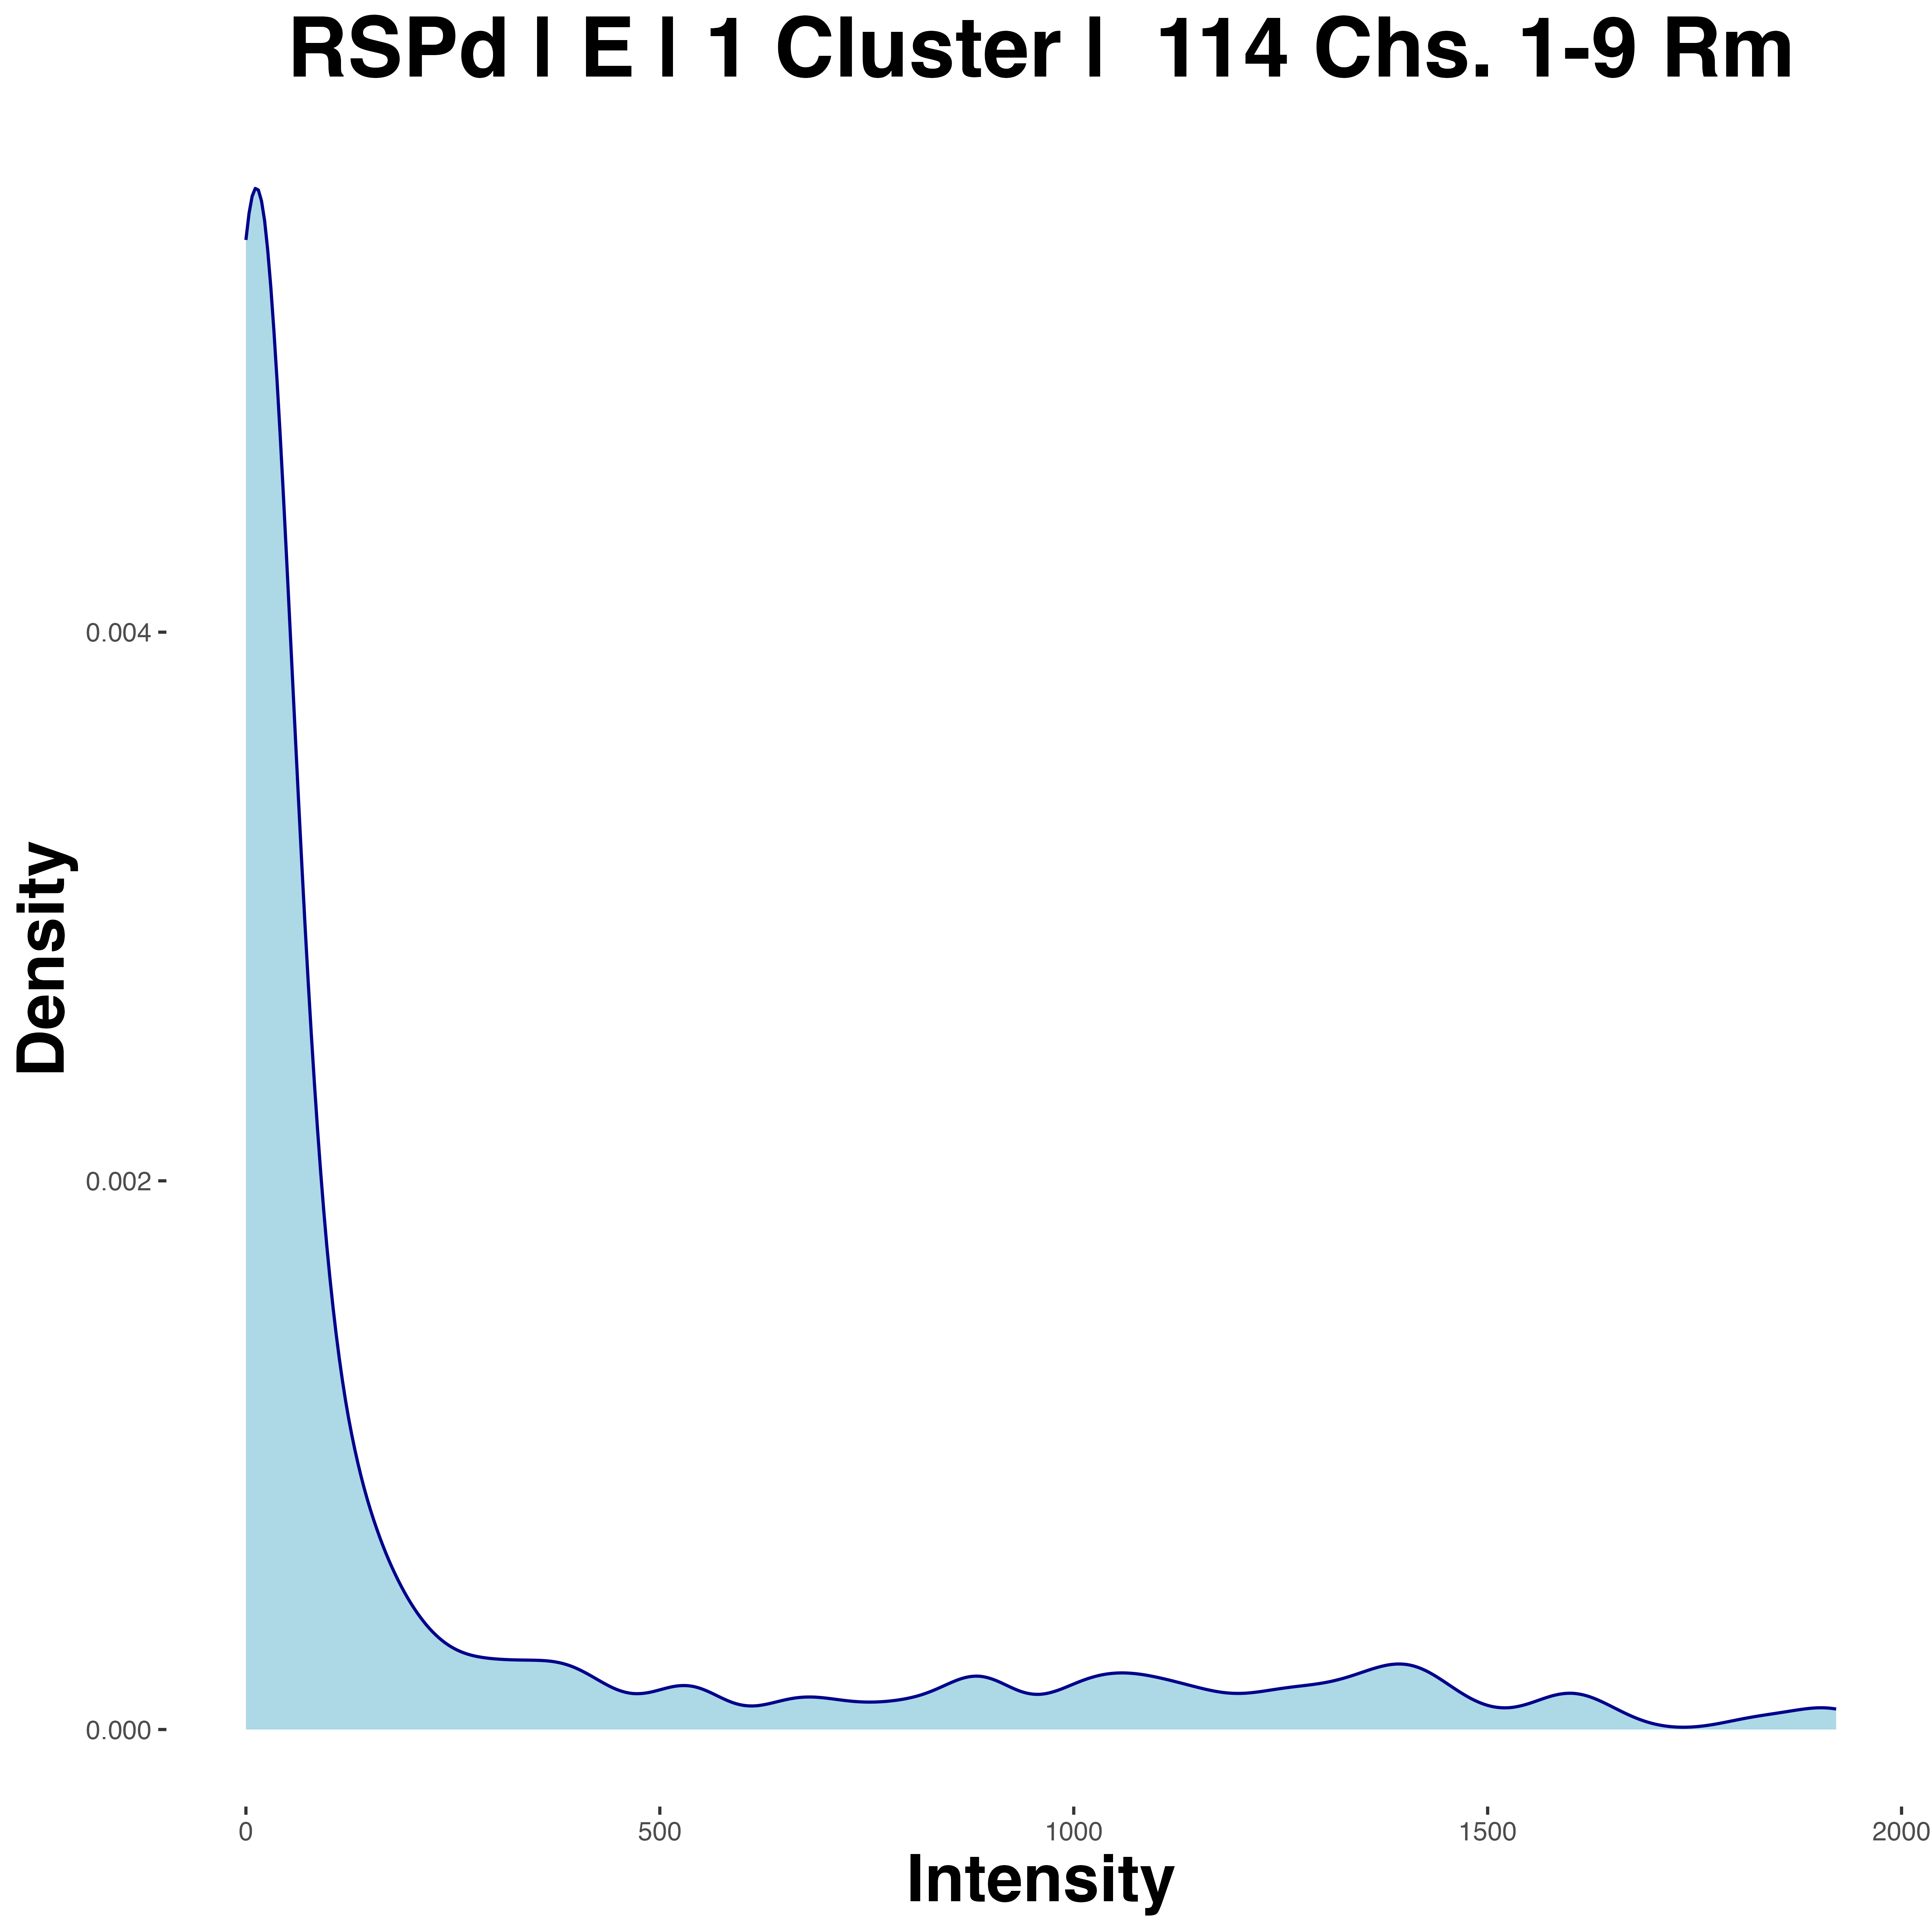 RSPd | E | 1 Cluster |  114 Chs. 1-9 Rm
Density
0.004
0.002
0.000
0 500 1000 1500 2000
Intensity